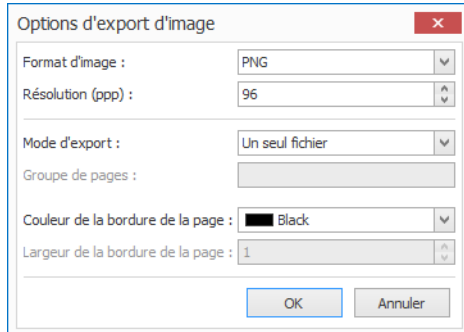 Options d'export d'image
Format d'image : PNG
Résolution (ppp) : 96
Mode d'export : Un seul fichier
Groupe de pages :
Couleur de la bordure de la page : Black
Largeur de la bordure de la page : 1
OK Annuler